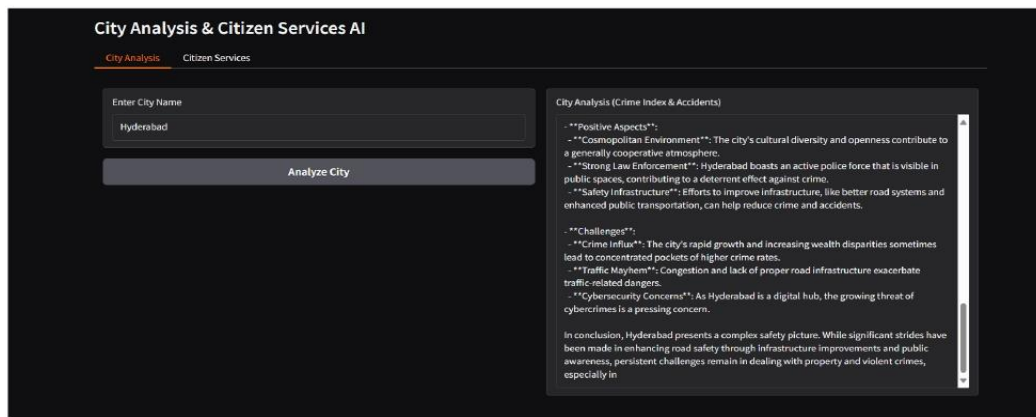 City Analysis & Citizen Services AI
City Analysis
Citizen Services
Enter City Name
Hyderabad
Analyze City
City Analysis (Crime Index & Accidents)
- **Positive Aspects**:
- **Cosmopolitan Environment**: The city's cultural diversity and openness contribute to
a generally cooperative atmosphere.
- **Strong Law Enforcement**: Hyderabad boasts an active police force that is visible in
public spaces, contributing to a deterrent effect against crime.
- **Safety Infrastructure**: Efforts to improve infrastructure, like better road systems and
enhanced public transportation, can help reduce crime and accidents.
- **Challenges**:
- **Crime Influx**: The city's rapid growth and increasing wealth disparities sometimes
lead to concentrated pockets of higher crime rates.
- **Traffic Mayhem**: Congestion and lack of proper road infrastructure exacerbate
traffic-related dangers.
- **Cybersecurity Concerns**: As Hyderabad is a digital hub, the growing threat of
cybercrimes is a pressing concern.
In conclusion, Hyderabad presents a complex safety picture. While significant strides have
been made in enhancing road safety through infrastructure improvements and public
awareness, persistent challenges remain in dealing with property and violent crimes,
especially in